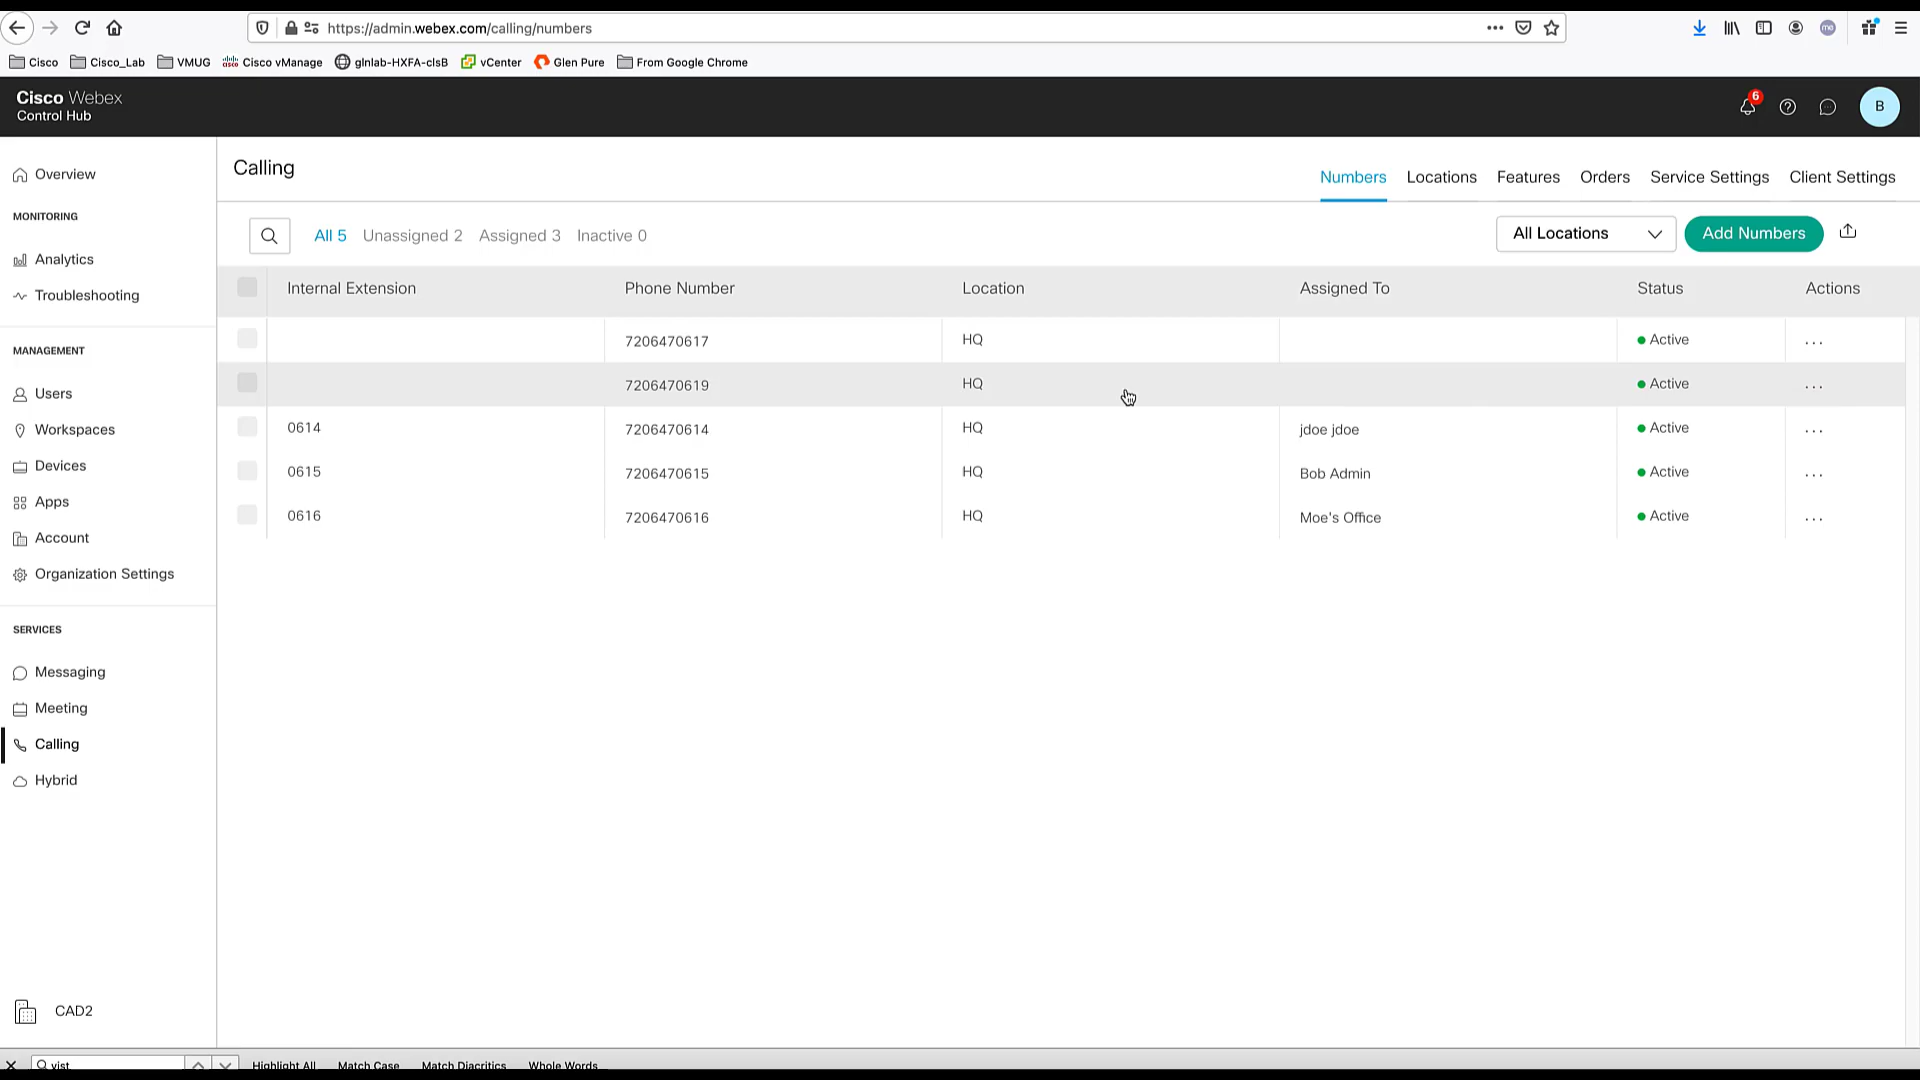 https://admin.webex.com/calling/numbers
Cisco Cisco_Lab VMUG Cisco vManage glnlab-HXFA-clsB vCenter Glen Pure From Google Chrome
Cisco Webex
Control Hub
6
B
Overview
MONITORING
Analytics
Troubleshooting
MANAGEMENT
Users
Workspaces
Devices
Apps
Account
Organization Settings
SERVICES
Messaging
Meeting
Calling
Hybrid
CAD2
Calling
Numbers Locations Features Orders Service Settings Client Settings
All 5 Unassigned 2 Assigned 3 Inactive 0 All Locations Add Numbers
Internal Extension Phone Number Location Assigned To Status Actions
7206470617 HQ Active ...
7206470619 HQ Active ...
0614 7206470614 HQ jdoe jdoe Active ...
0615 7206470615 HQ Bob Admin Active ...
0616 7206470616 HQ Moe's Office Active ...
vist Highlight All Match Case Match Diacritics Whole Words